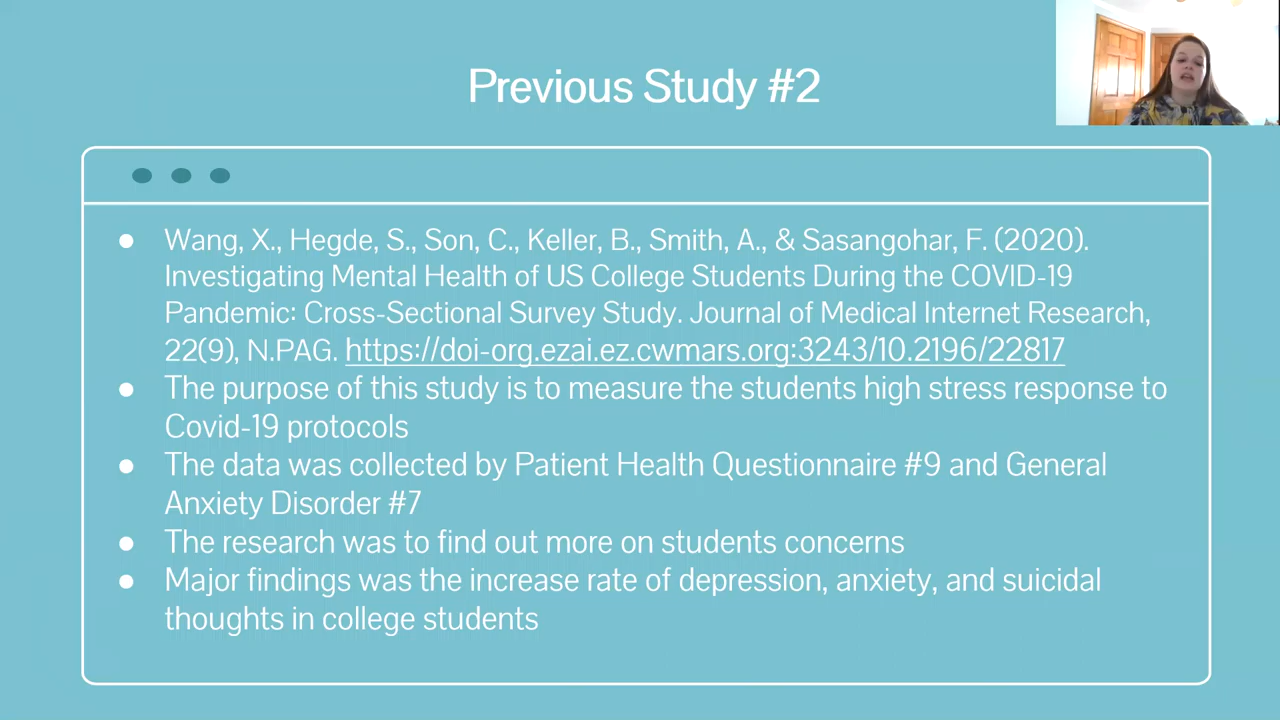 Previous Study #2
● Wang, X., Hegde, S., Son, C., Keller, B., Smith, A., & Sasangohar, F. (2020).
Investigating Mental Health of US College Students During the COVID-19
Pandemic: Cross-Sectional Survey Study. Journal of Medical Internet Research,
22(9), N.PAG. https://doi-org.ezai.ez.cwmars.org:3243/10.2196/22817
● The purpose of this study is to measure the students high stress response to
Covid-19 protocols
● The data was collected by Patient Health Questionnaire #9 and General
Anxiety Disorder #7
● The research was to find out more on students concerns
● Major findings was the increase rate of depression, anxiety, and suicidal
thoughts in college students